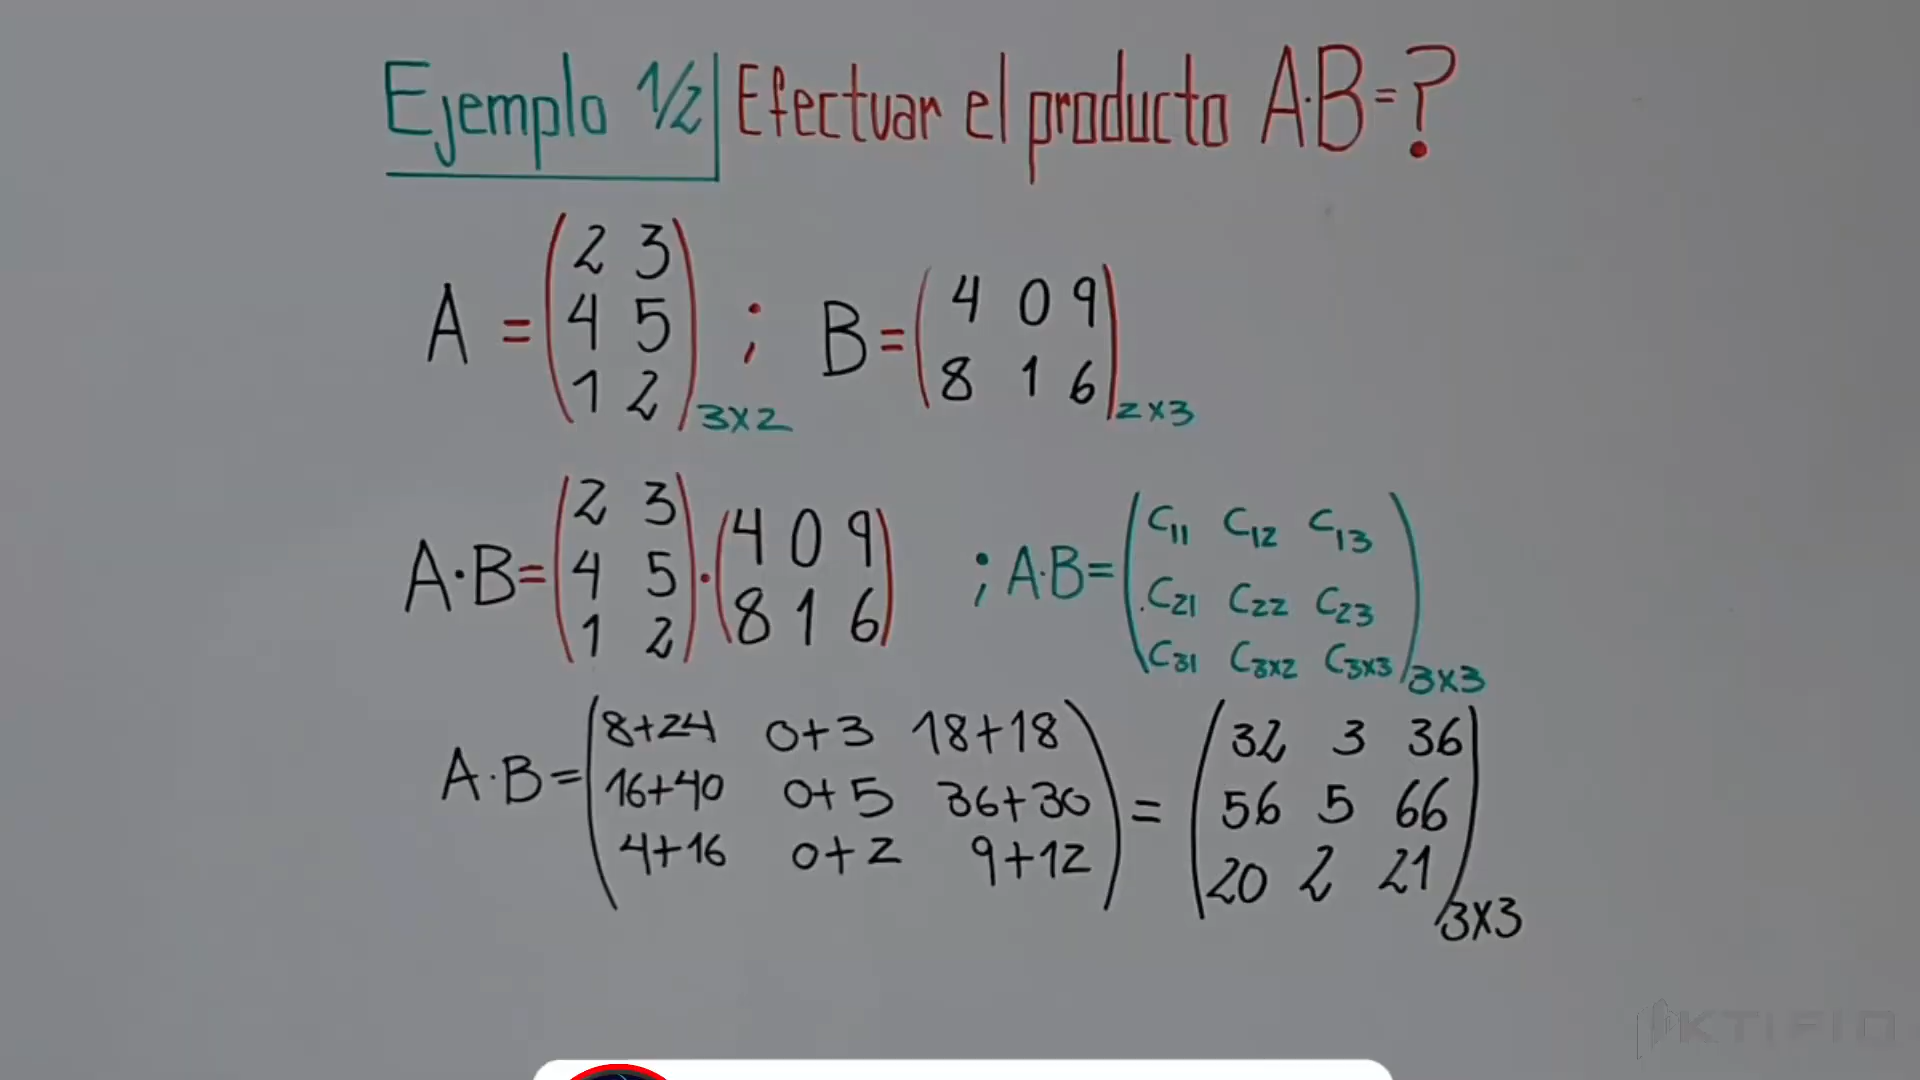 Ejemplo 1/2 Efectuar el producto A·B=?
A = (2 3
4 5
1 2) 3x2 ; B = (4 0 9
8 1 6) 2x3
A·B = (2 3
4 5
1 2) · (4 0 9
8 1 6) ; A·B = (C11 C12 C13
C21 C22 C23
C31 C3x2 C3x3) 3x3
A·B = (8+24 0+3 18+18
16+40 0+5 36+30
4+16 0+2 9+12) = (32 3 36
56 5 66
20 2 21) 3x3
KTIFIO